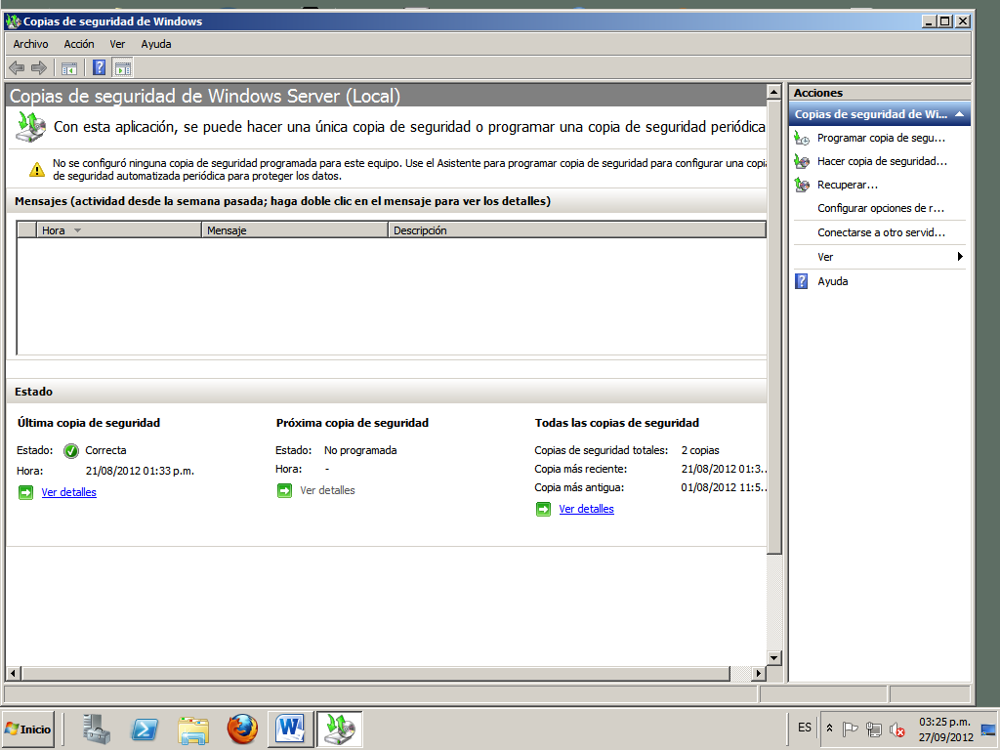 Copias de seguridad de Windows
Archivo Acción Ver Ayuda
Copias de seguridad de Windows Server (Local)
Con esta aplicación, se puede hacer una única copia de seguridad o programar una copia de seguridad periódica
No se configuró ninguna copia de seguridad programada para este equipo. Use el Asistente para programar copia de seguridad para configurar una copi
de seguridad automatizada periódica para proteger los datos.
Mensajes (actividad desde la semana pasada; haga doble clic en el mensaje para ver los detalles)
Hora Mensaje Descripción
Estado
Última copia de seguridad
Estado: Correcta
Hora: 21/08/2012 01:33 p.m.
Ver detalles
Próxima copia de seguridad
Estado: No programada
Hora: -
Ver detalles
Todas las copias de seguridad
Copias de seguridad totales: 2 copias
Copia más reciente: 21/08/2012 01:3...
Copia más antigua: 01/08/2012 11:5...
Ver detalles
Acciones
Copias de seguridad de Wi...
Programar copia de segu...
Hacer copia de seguridad...
Recuperar...
Configurar opciones de r...
Conectarse a otro servid...
Ver
Ayuda
Inicio
ES
03:25 p.m.
27/09/2012